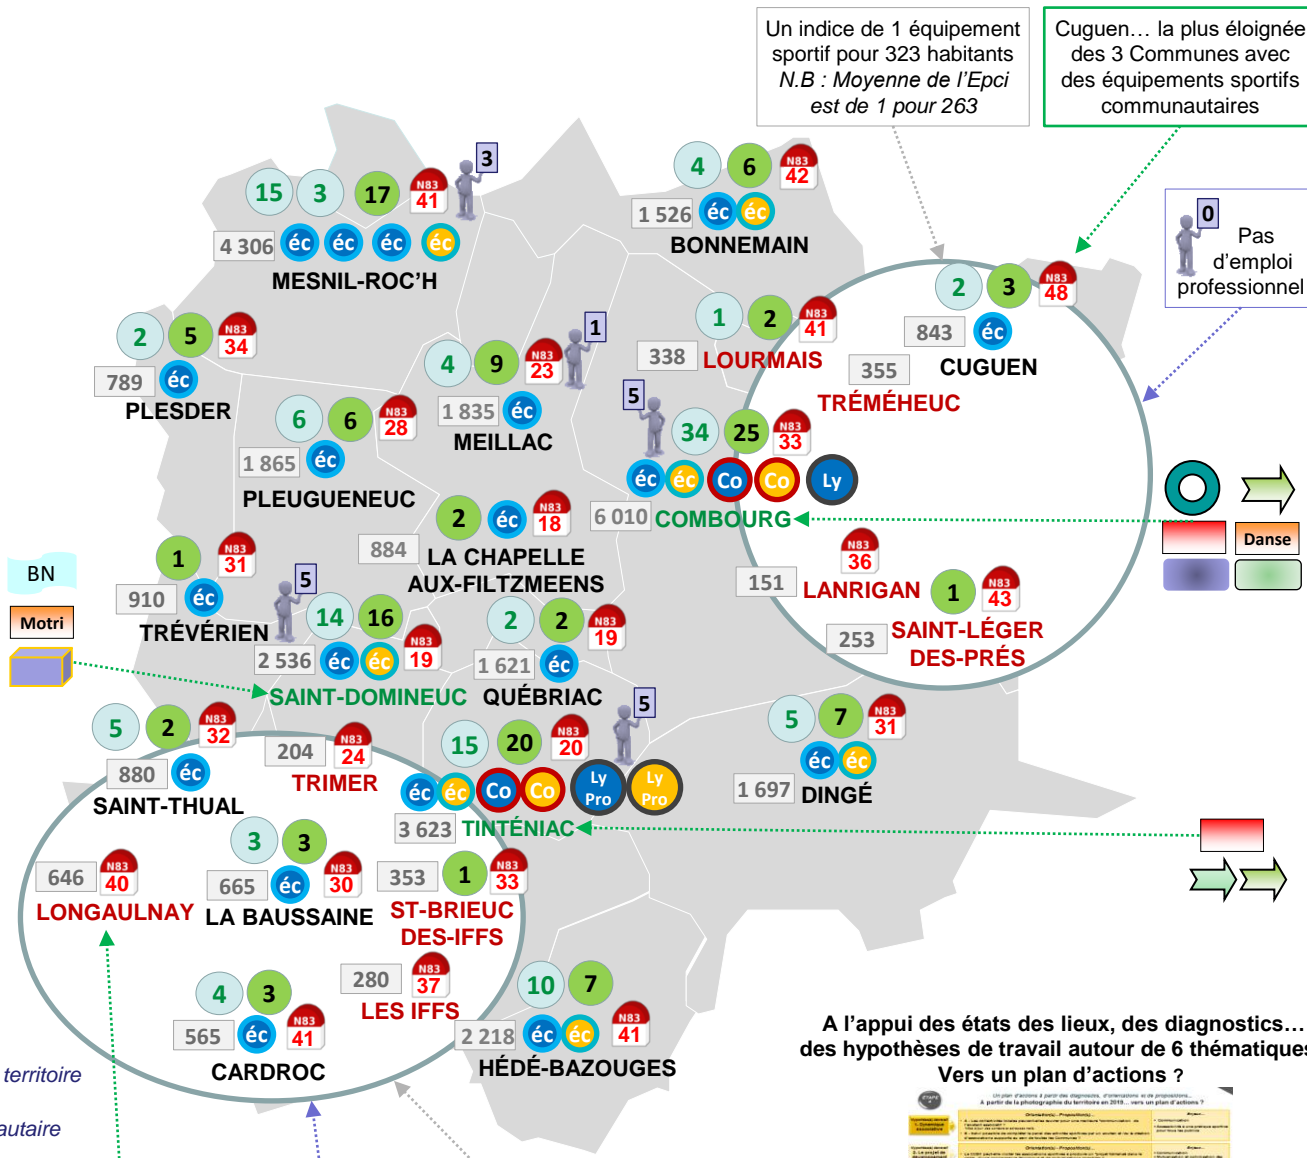 Un indice de 1 équipement
sportif pour 323 habitants
N.B : Moyenne de l'Epci
est de 1 pour 263
Cuguen… la plus éloignée
des 3 Communes avec
des équipements sportifs
communautaires
0
Pas
d'emploi
professionnel
15 3 17 N83 41 3
4 306 éc éc éc éc
MESNIL-ROC'H
4 6 N83 42
1 526 éc éc
BONNEMAIN
2 3 N83 48
843 éc
CUGUEN
1 2 N83 41
338 LOURMAIS
355
TRÉMÉHEUC
2 5 N83 34
789 éc
PLESDER
4 9 N83 23 1
1 835 éc
MEILLAC
6 6 N83 28
1 865 éc
PLEUGUENEUC
5 34 25 N83 33
éc éc Co Co Ly
6 010 COMBOURG
Danse
2 éc N83 18
884 LA CHAPELLE
AUX-FILTZMEENS
N83 36
151 LANRIGAN
1 N83 43
253 SAINT-LÉGER
DES-PRÉS
BN
Motri
1 N83 31
910 éc
TRÉVÉRIEN
5
14 16 N83 19
2 536 éc éc
SAINT-DOMINEUC
2 2 N83 19
1 621 éc
QUÉBRIAC
5 2 N83 32
880 éc
SAINT-THUAL
204 N83 24
TRIMER
15 20 N83 20 5
éc éc Co Co Ly Pro Ly Pro
3 623 TINTÉNIAC
5 7 N83 31
éc éc
1 697 DINGÉ
646 N83 40
LONGAULNAY
3 3 N83 30
665 éc
LA BAUSSAINE
353 1 N83 33
ST-BRIEUC
DES-IFFS
280 N83 37
LES IFFS
4 3
565 éc N83 41
CARDROC
10 7
2 218 éc éc N83 41
HÉDÉ-BAZOUGES
territoire
autaire
A l'appui des états des lieux, des diagnostics…
des hypothèses de travail autour de 6 thématiques
Vers un plan d'actions ?
A partir de la photographie du territoire en 2019… vers un plan d'actions ?